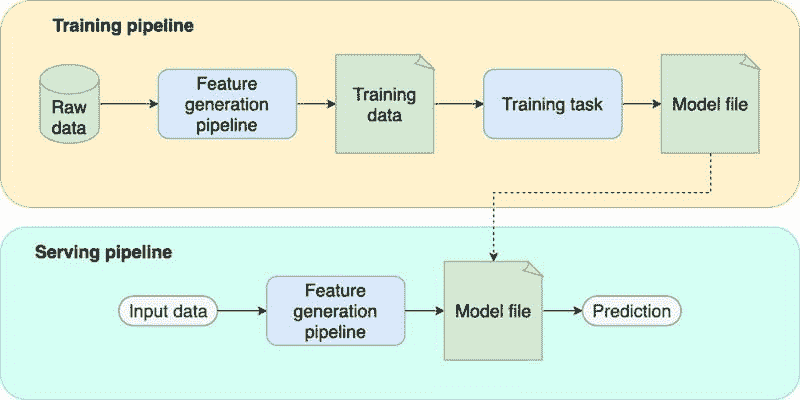 Training pipeline
Raw
data
Feature
generation
pipeline
Training
data
Training task
Model file
Serving pipeline
Input data
Feature
generation
pipeline
Model file
Prediction